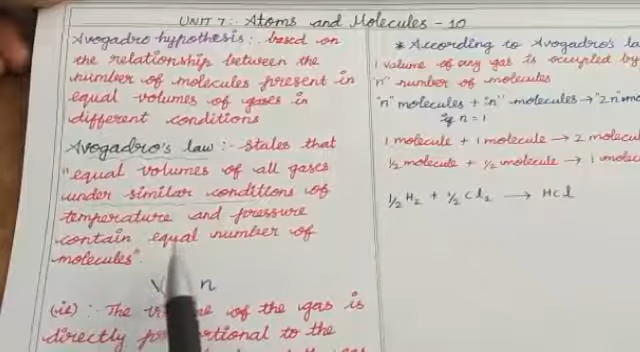 UNIT 7: Atoms and Molecules - 10
Avogadro hypothesis:- based on
the relationship between the
number of molecules present in
equal volumes of gases in
different conditions
Avogadro's law :- states that
"equal volumes of all gases
under similar conditions of
temperature and pressure
contain equal number of
molecules".
V n
(ie) : The of the gas is
directly to the
* According to Avogadro's la
1 volume of any gas is occupied by
"n" number of molecules
"n" molecules + "n" molecules → "2n" mo
if n = 1
1 molecule + 1 molecule → 2 molecul
1/2 molecule + 1/2 molecule → 1 molec
1/2 H2 + 1/2 Cl2 → HCl